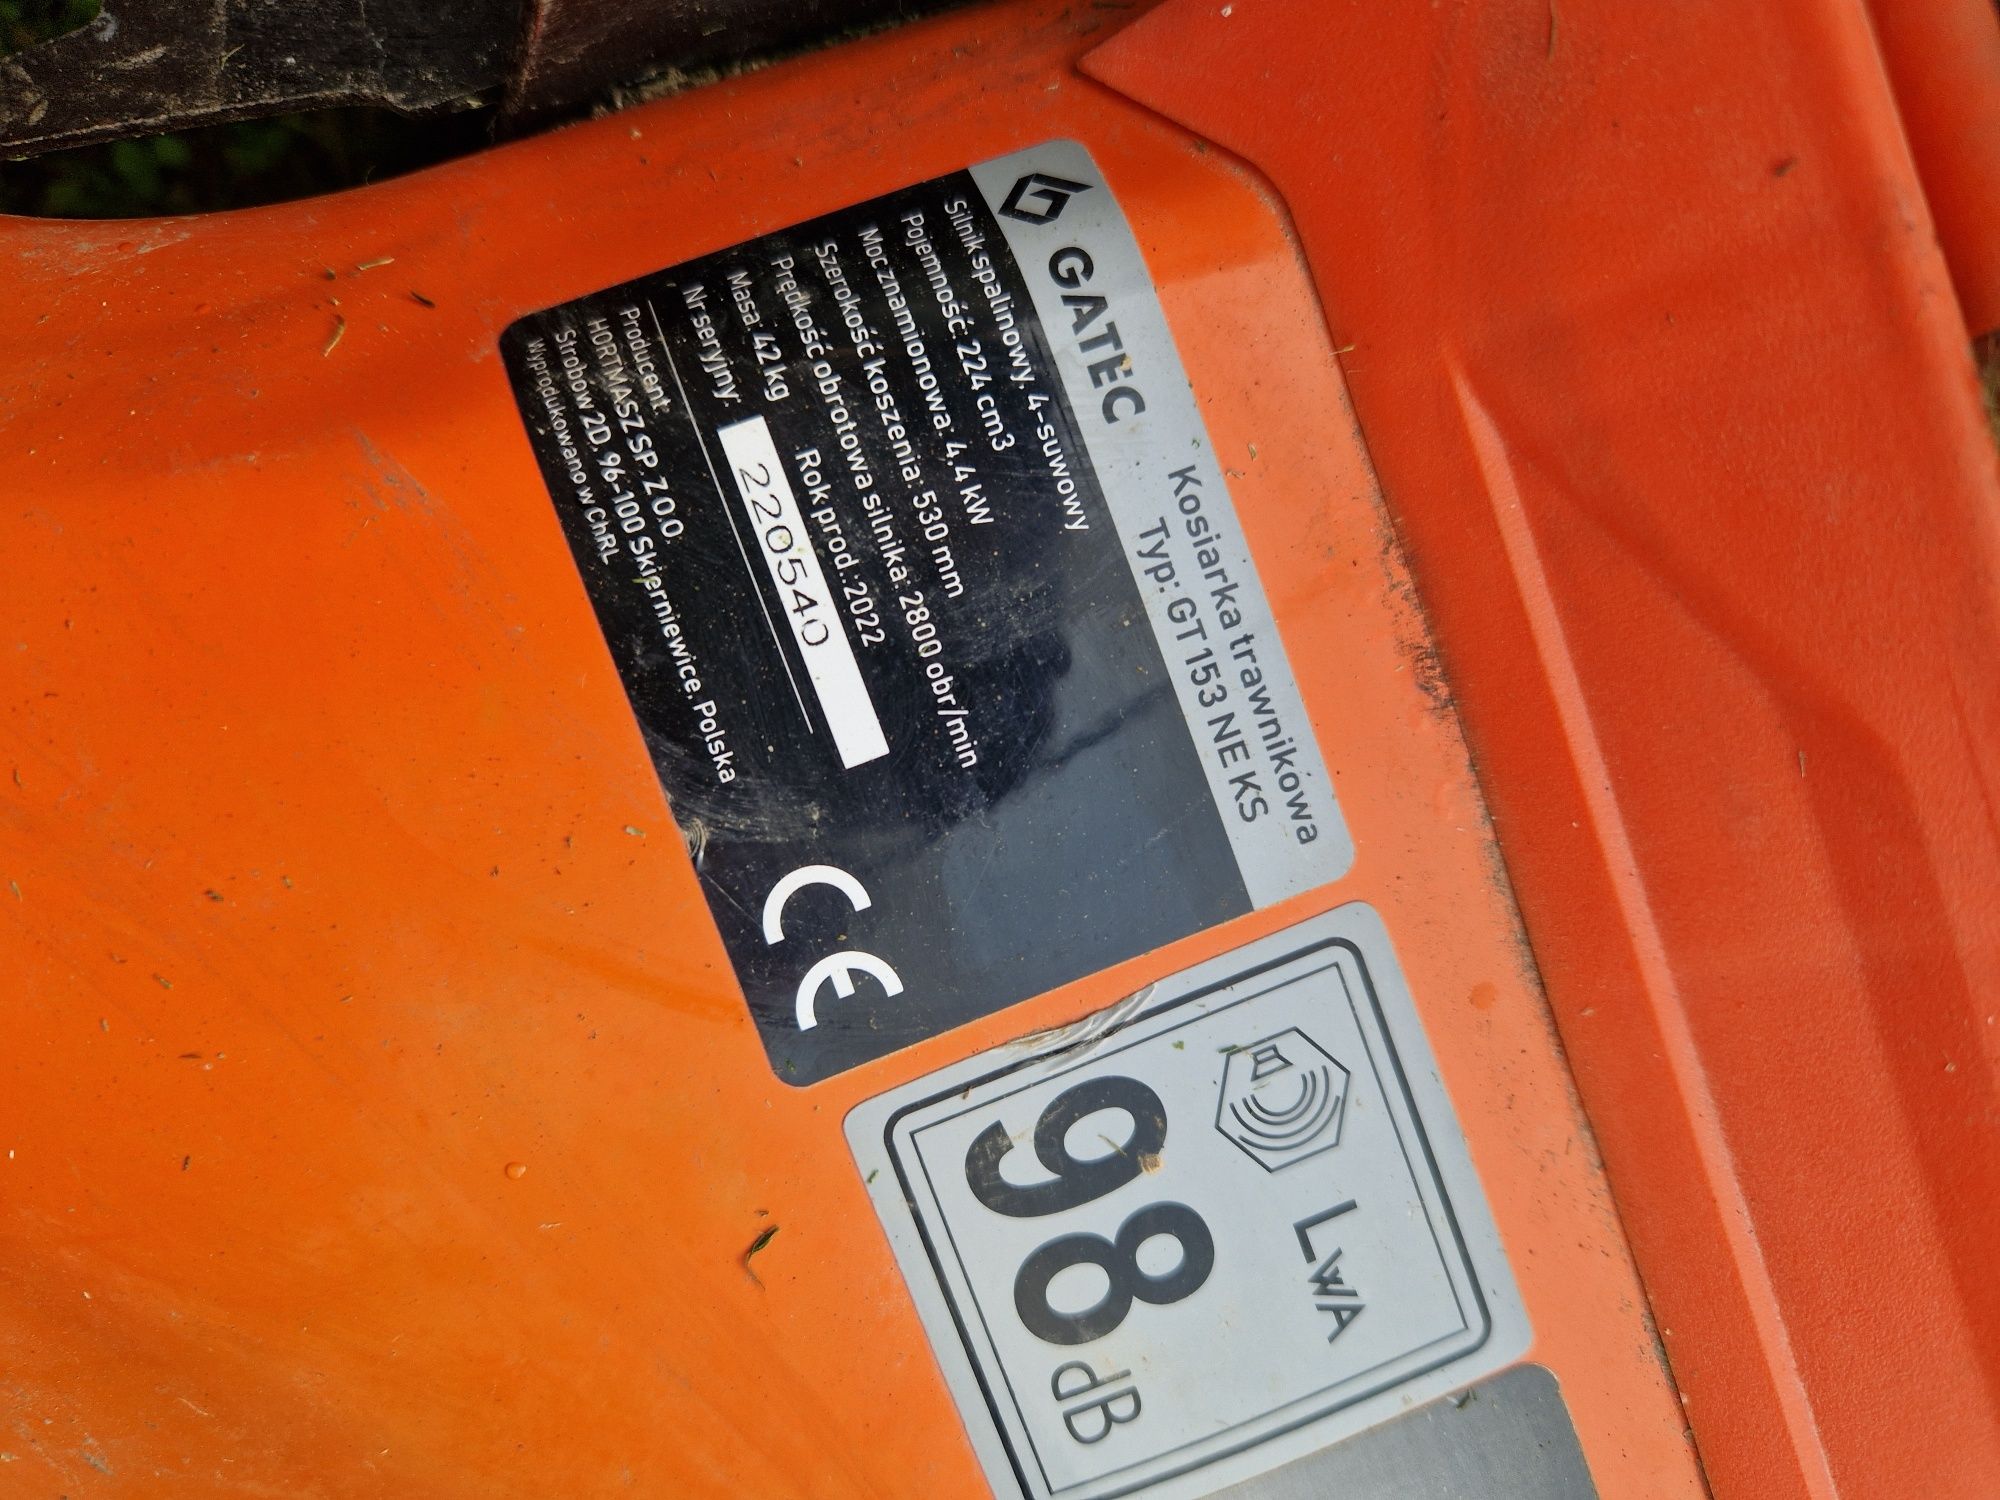 GATEC
Kosiarka trawnikowa
Typ: GT 153 NE KS
Silnik spalinowy, 4-suwowy
Pojemność: 224 cm3
Moc znamionowa: 4,4 kW
Szerokość koszenia: 530 mm
Prędkość obrotowa silnika: 2800 obr/min
Masa: 42 kg Rok prod.: 2022
Nr seryjny: 2205540
Producent:
HORTMASZ SP. Z O.O.
Strobów 2D, 96-100 Skierniewice, Polska
Wyprodukowano w ChRL
CE
LWA
98 dB